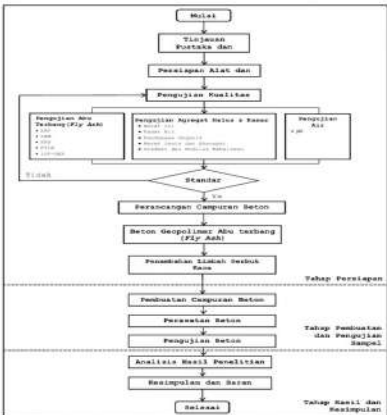 Mulai
Tinjauan
Pustaka dan
Persiapan Alat dan
Pengujian Kualitas
Pengujian Abu
Terbang (Fly Ash)
Pengujian Agregat Halus & Kasar
Pengujian
Air
• pH
Tidak
Standar
Ya
Perancangan Campuran Beton
Beton Geopolimer Abu terbang
(Fly Ash)
Penambahan Limbah Serbuk
Kaca
Tahap Persiapan
Pembuatan Campuran Beton
Perawatan Beton
Pengujian Beton
Tahap Pembuatan
dan Pengujian
Sampel
Analisis Hasil Penelitian
Kesimpulan dan Saran
Selesai
Tahap Hasil dan
Kesimpulan